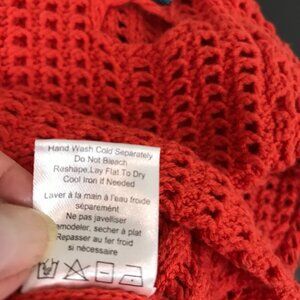 Hand Wash Cold Separately
Do Not Bleach
Reshape,Lay Flat To Dry
Cool Iron if Needed
Laver à la main à l'eau froide
séparément
Ne pas javelliser
emodeler, secher à plat
Repasser au fer froid
si nécessaire